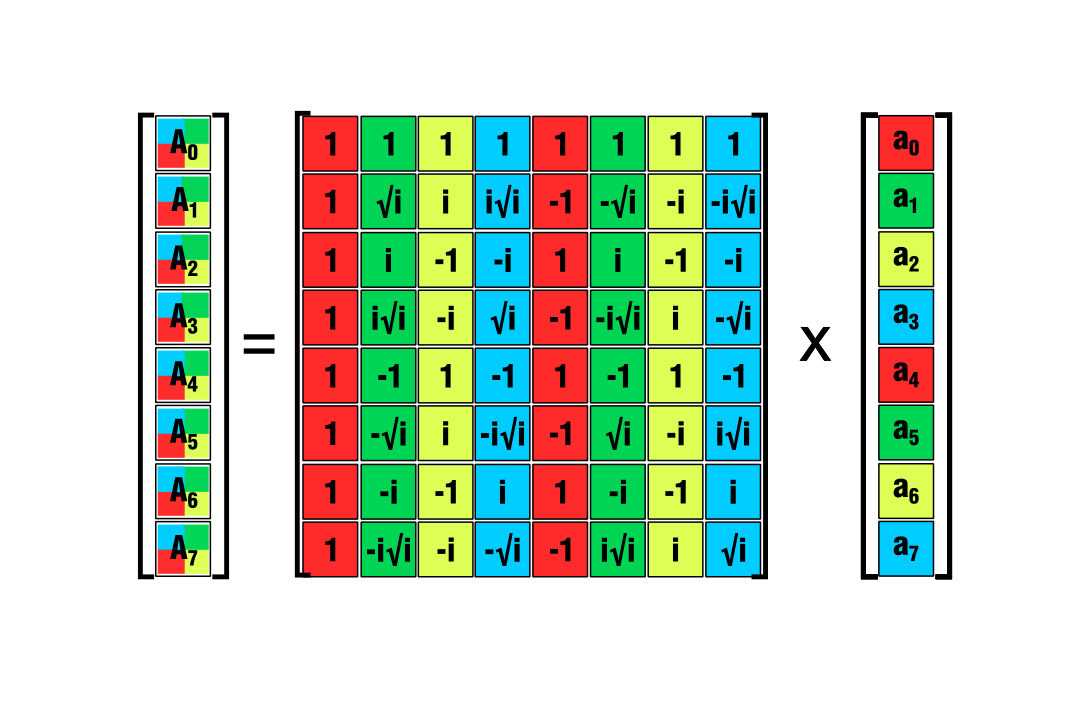 A0 1 1 1 1 1 1 1 1 a0
A1 1 √i i i√i -1 -√i -i -i√i a1
A2 1 i -1 -i 1 i -1 -i a2
A3 1 i√i -i √i -1 -i√i i -√i a3
= x
A4 1 -1 1 -1 1 -1 1 -1 a4
A5 1 -√i i -i√i -1 √i -i i√i a5
A6 1 -i -1 i 1 -i -1 i a6
A7 1 -i√i -i -√i -1 i√i i √i a7